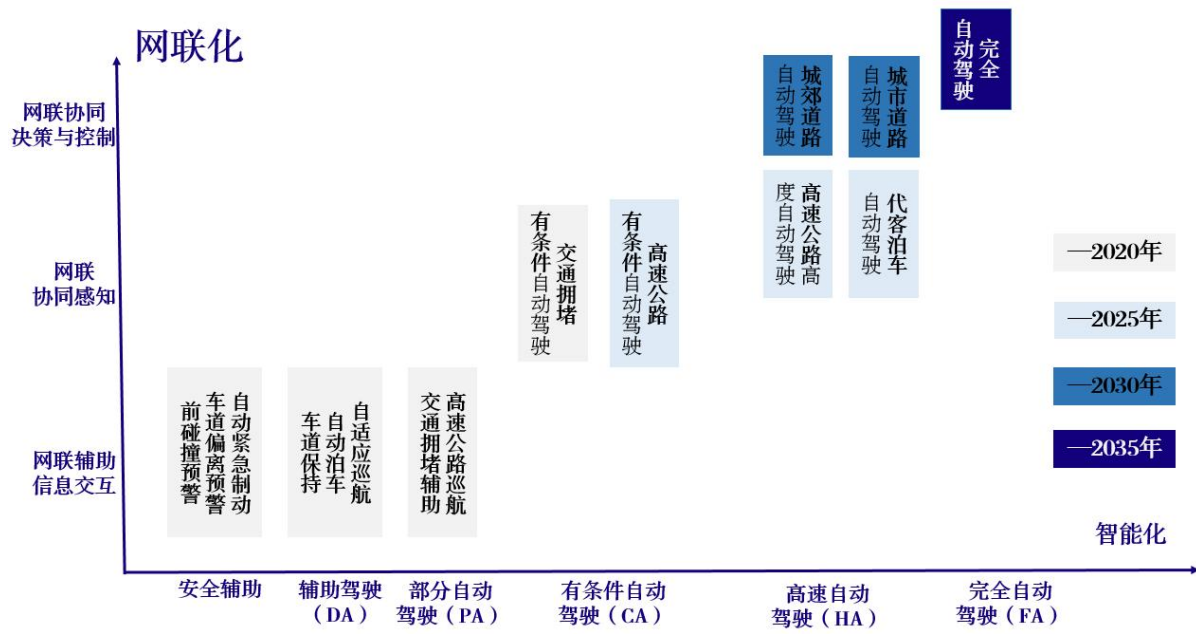 网联化
网联协同
决策与控制
网联
协同感知
网联辅助
信息交互
自动紧急制动
车道偏离预警
前碰撞预警
自适应巡航
自动泊车
车道保持
高速公路巡航
交通拥堵辅助
交通拥堵
有条件自动驾驶
高速公路
有条件自动驾驶
城郊道路
自动驾驶
高速公路高
度自动驾驶
城市道路
自动驾驶
代客泊车
自动驾驶
完全
自动驾驶
—2020年
—2025年
—2030年
—2035年
智能化
安全辅助
辅助驾驶
（DA）
部分自动
驾驶（PA）
有条件自动
驾驶（CA）
高速自动
驾驶（HA）
完全自动
驾驶（FA）